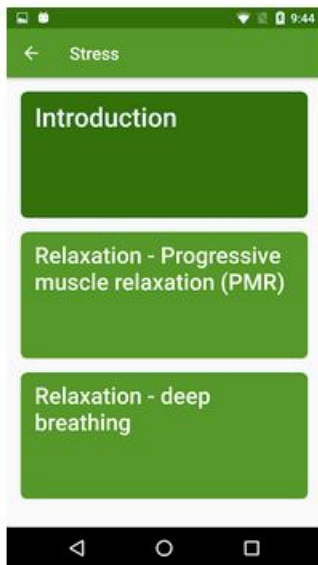 9:44
Stress
Introduction
Relaxation - Progressive
muscle relaxation (PMR)
Relaxation - deep
breathing